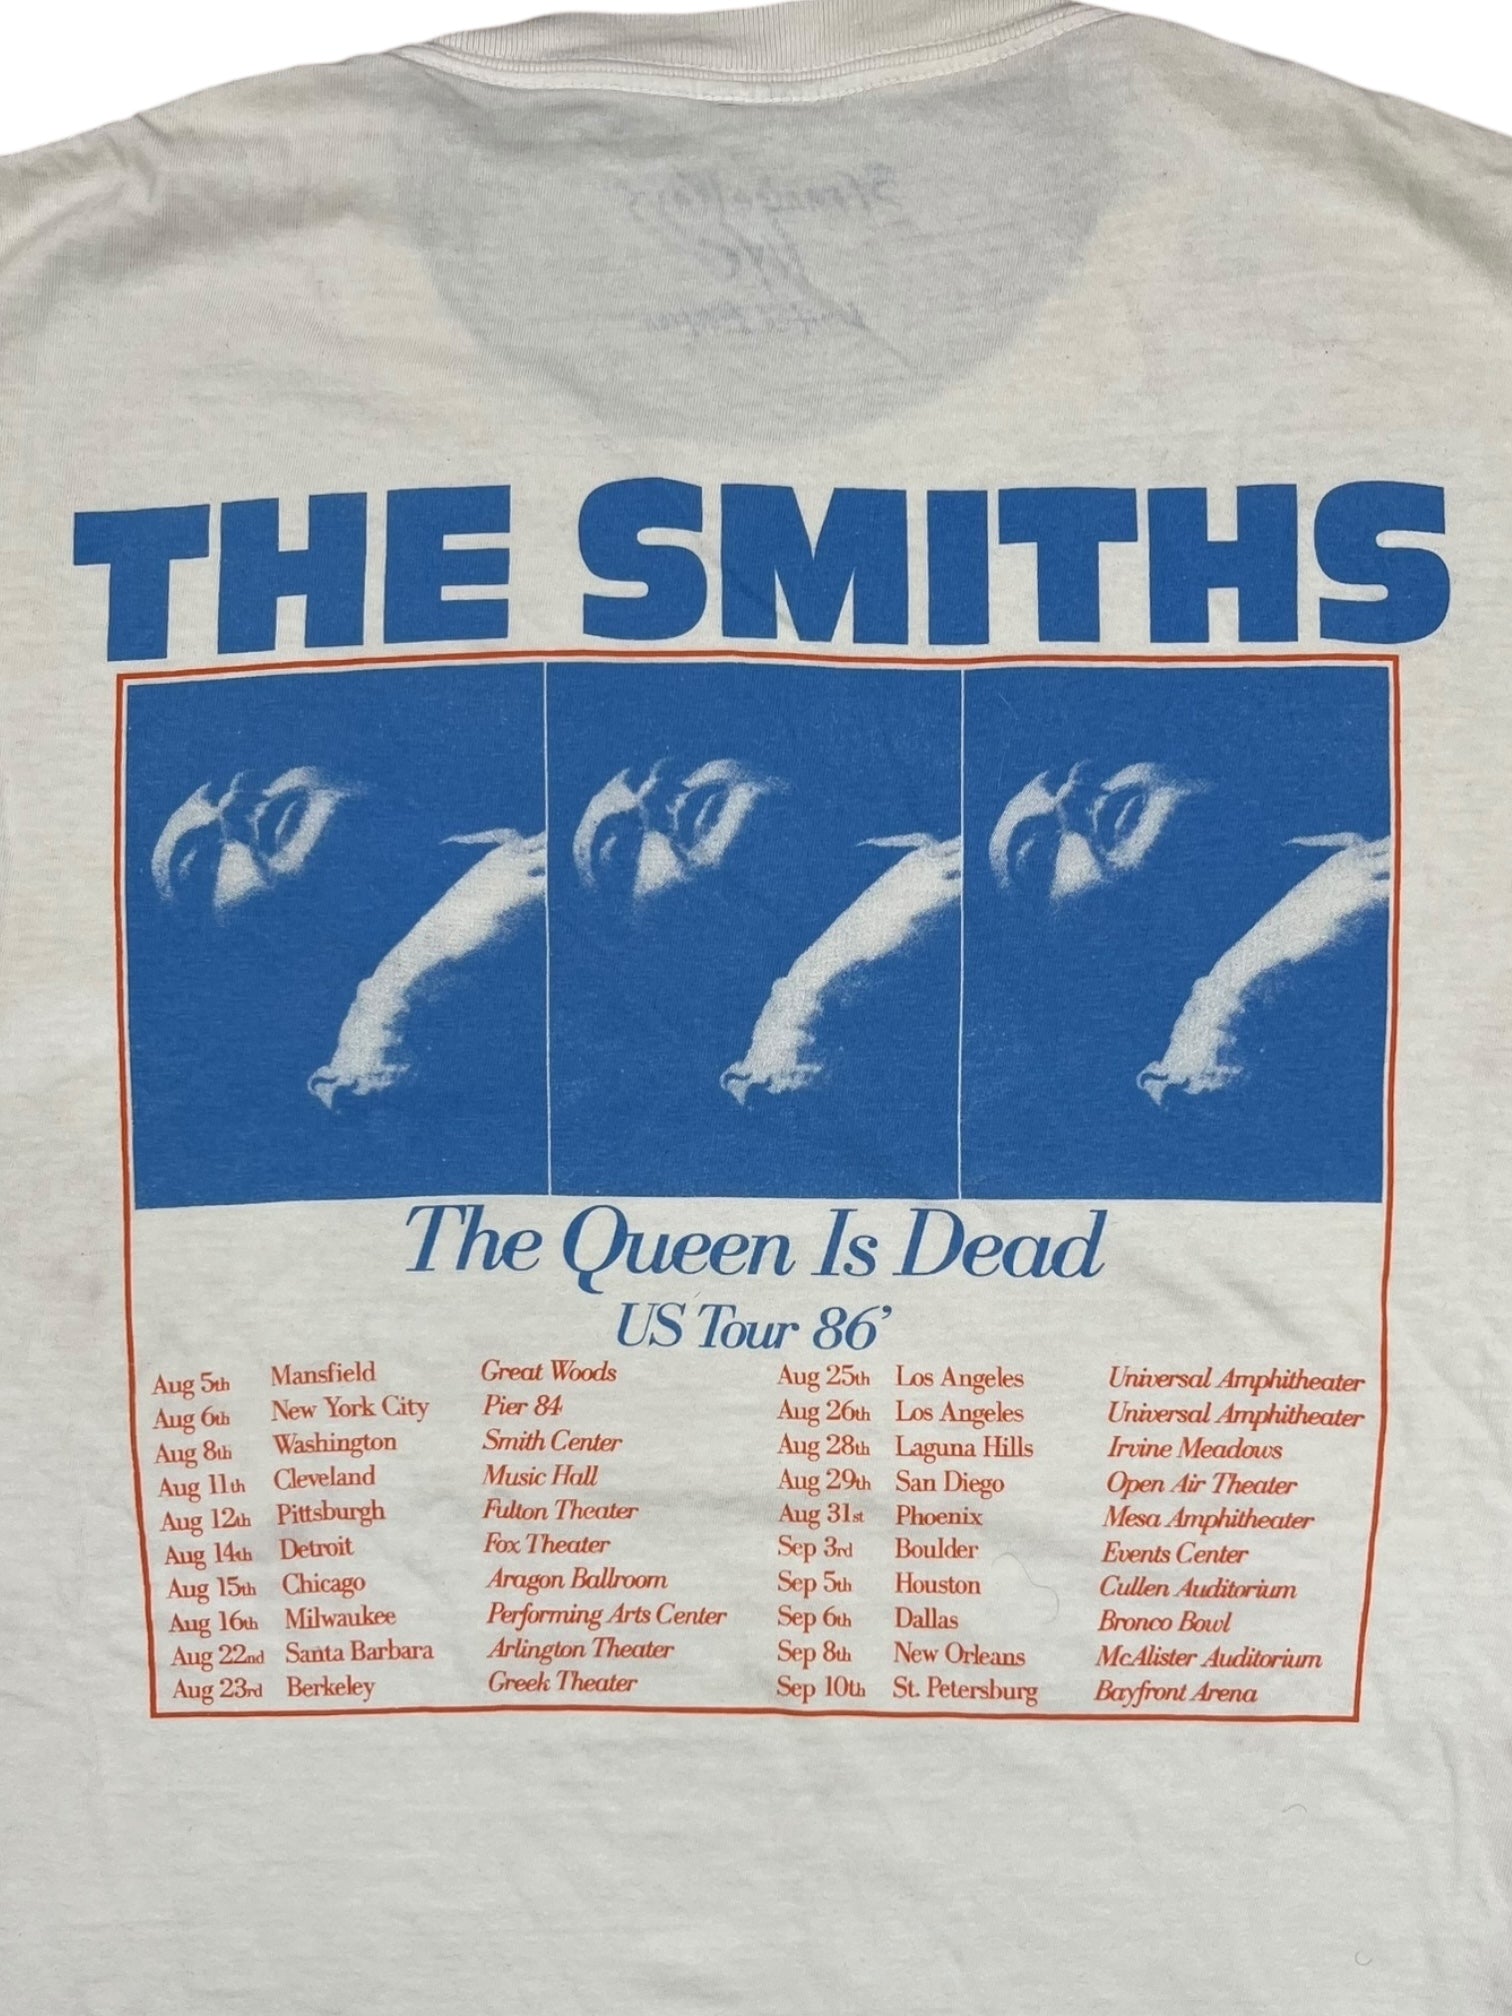 THE SMITHS
The Queen Is Dead
US Tour 86'
Aug 5th Mansfield Great Woods
Aug 6th New York City Pier 84
Aug 8th Washington Smith Center
Aug 11th Cleveland Music Hall
Aug 12th Pittsburgh Fulton Theater
Aug 14th Detroit Fox Theater
Aug 15th Chicago Aragon Ballroom
Aug 16th Milwaukee Performing Arts Center
Aug 22nd Santa Barbara Arlington Theater
Aug 23rd Berkeley Greek Theater
Aug 25th Los Angeles Universal Amphitheater
Aug 26th Los Angeles Universal Amphitheater
Aug 28th Laguna Hills Irvine Meadows
Aug 29th San Diego Open Air Theater
Aug 31st Phoenix Mesa Amphitheater
Sep 3rd Boulder Events Center
Sep 5th Houston Cullen Auditorium
Sep 6th Dallas Bronco Bowl
Sep 8th New Orleans McAlister Auditorium
Sep 10th St. Petersburg Bayfront Arena